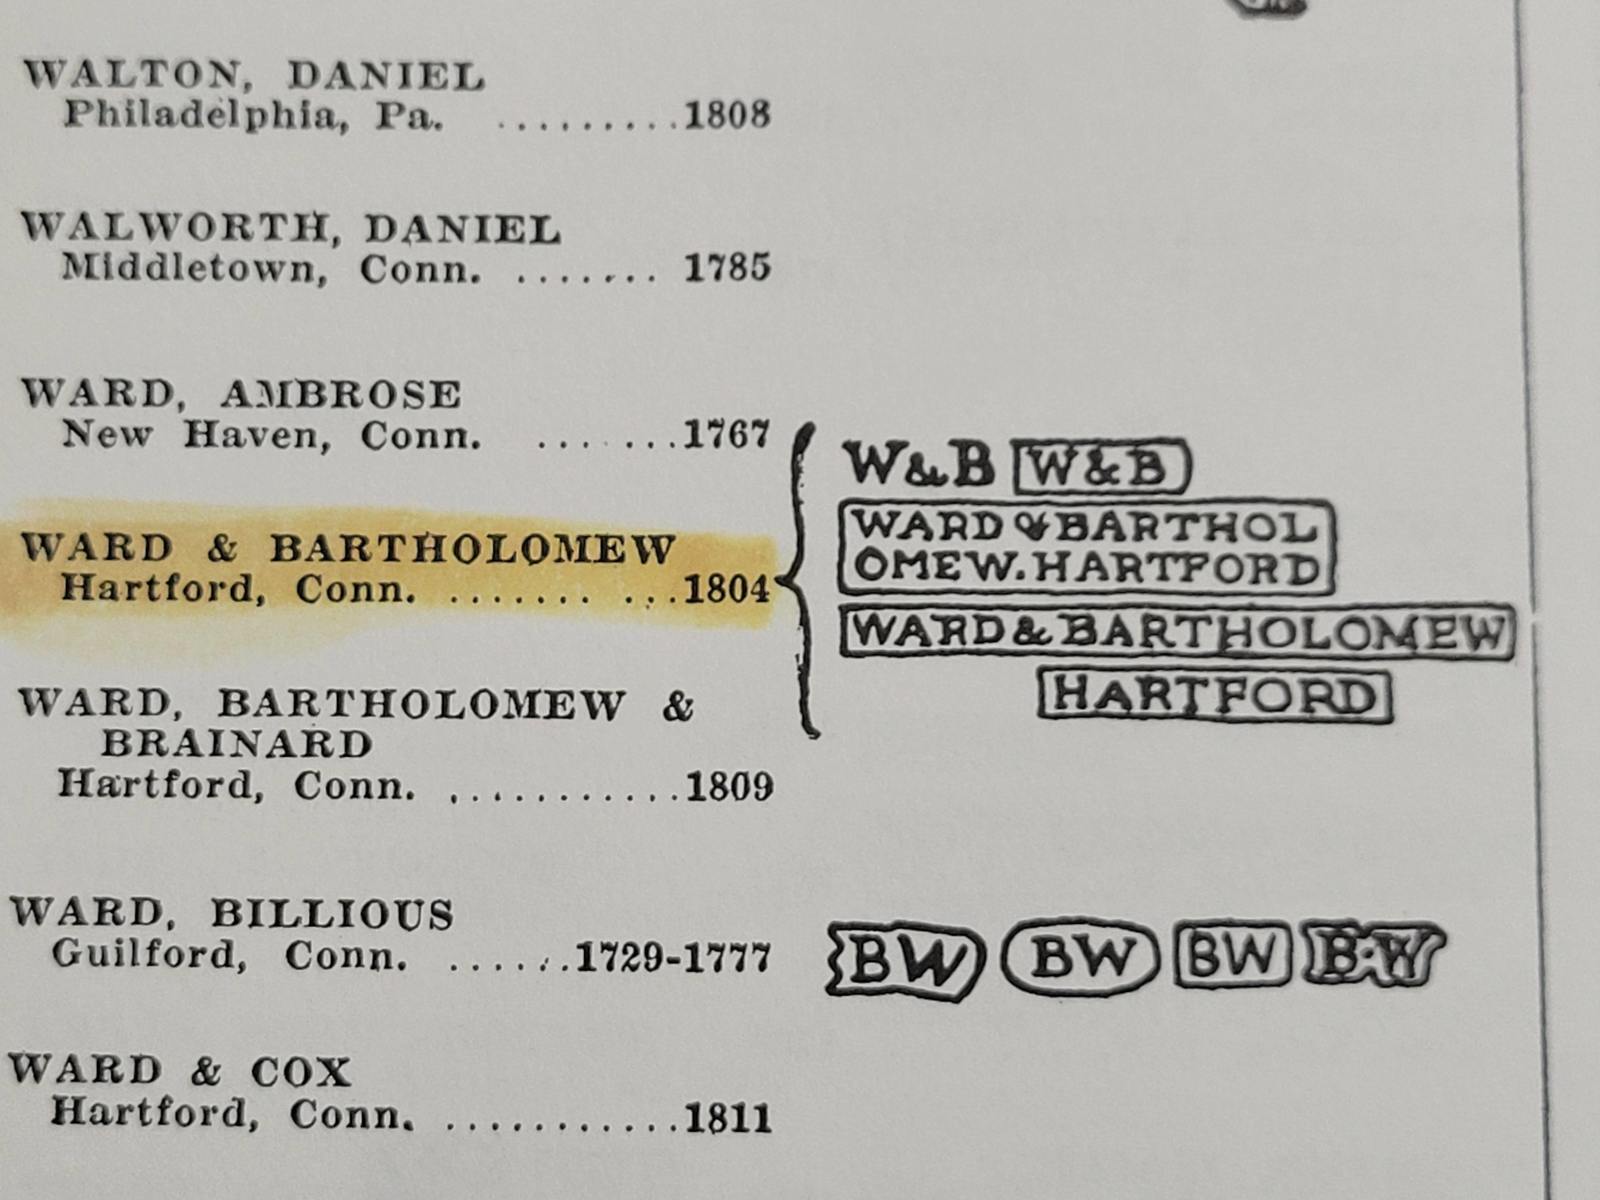 WALTON, DANIEL
Philadelphia, Pa. .........1808
WALWORTH, DANIEL
Middletown, Conn. ....... 1785
WARD, AMBROSE
New Haven, Conn. .......1767
WARD & BARTHOLOMEW
Hartford, Conn. ....... ...1804
W&B W&B
WARD & BARTHOL
OMEW.HARTFORD
WARD & BARTHOLOMEW
HARTFORD
WARD, BARTHOLOMEW &
BRAINARD
Hartford, Conn. ............1809
WARD, BILLIOUS
Guilford, Conn. ......1729-1777
BW BW BW B·W
WARD & COX
Hartford, Conn. ............1811